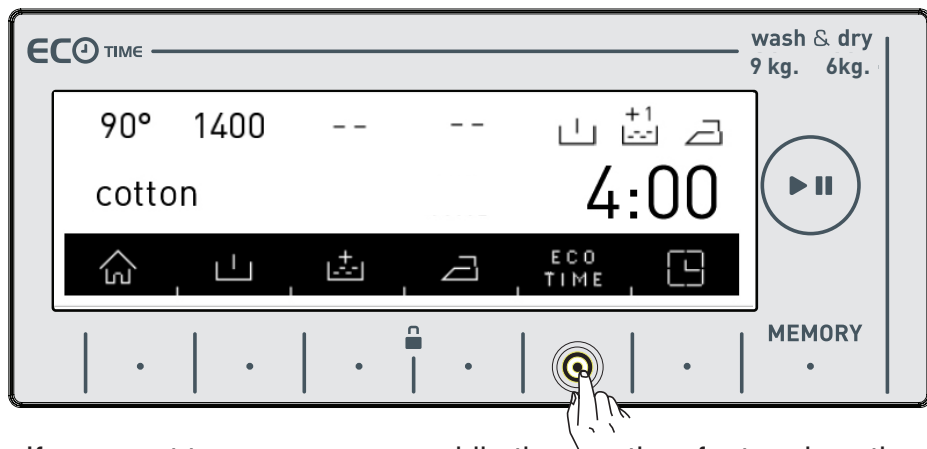 ECO TIME
wash & dry
9 kg. 6kg.
90° 1400 -- --
+1
cotton 4:00
ECO
TIME
MEMORY